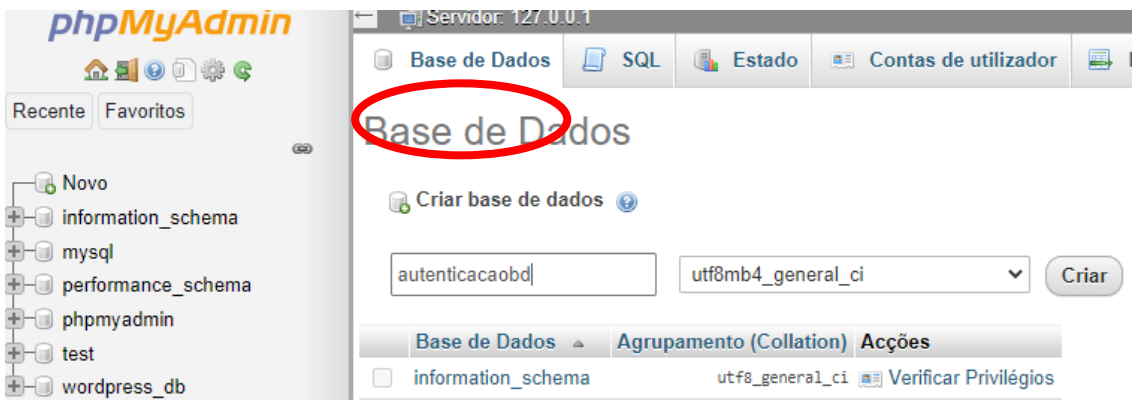 phpMyAdmin
Recente Favoritos
Novo
information_schema
mysql
performance_schema
phpmyadmin
test
wordpress_db
Servidor: 127.0.0.1
Base de Dados SQL Estado Contas de utilizador
Base de Dados
Criar base de dados
autenticacaobd utf8mb4_general_ci Criar
Base de Dados Agrupamento (Collation) Acções
information_schema utf8_general_ci Verificar Privilégios